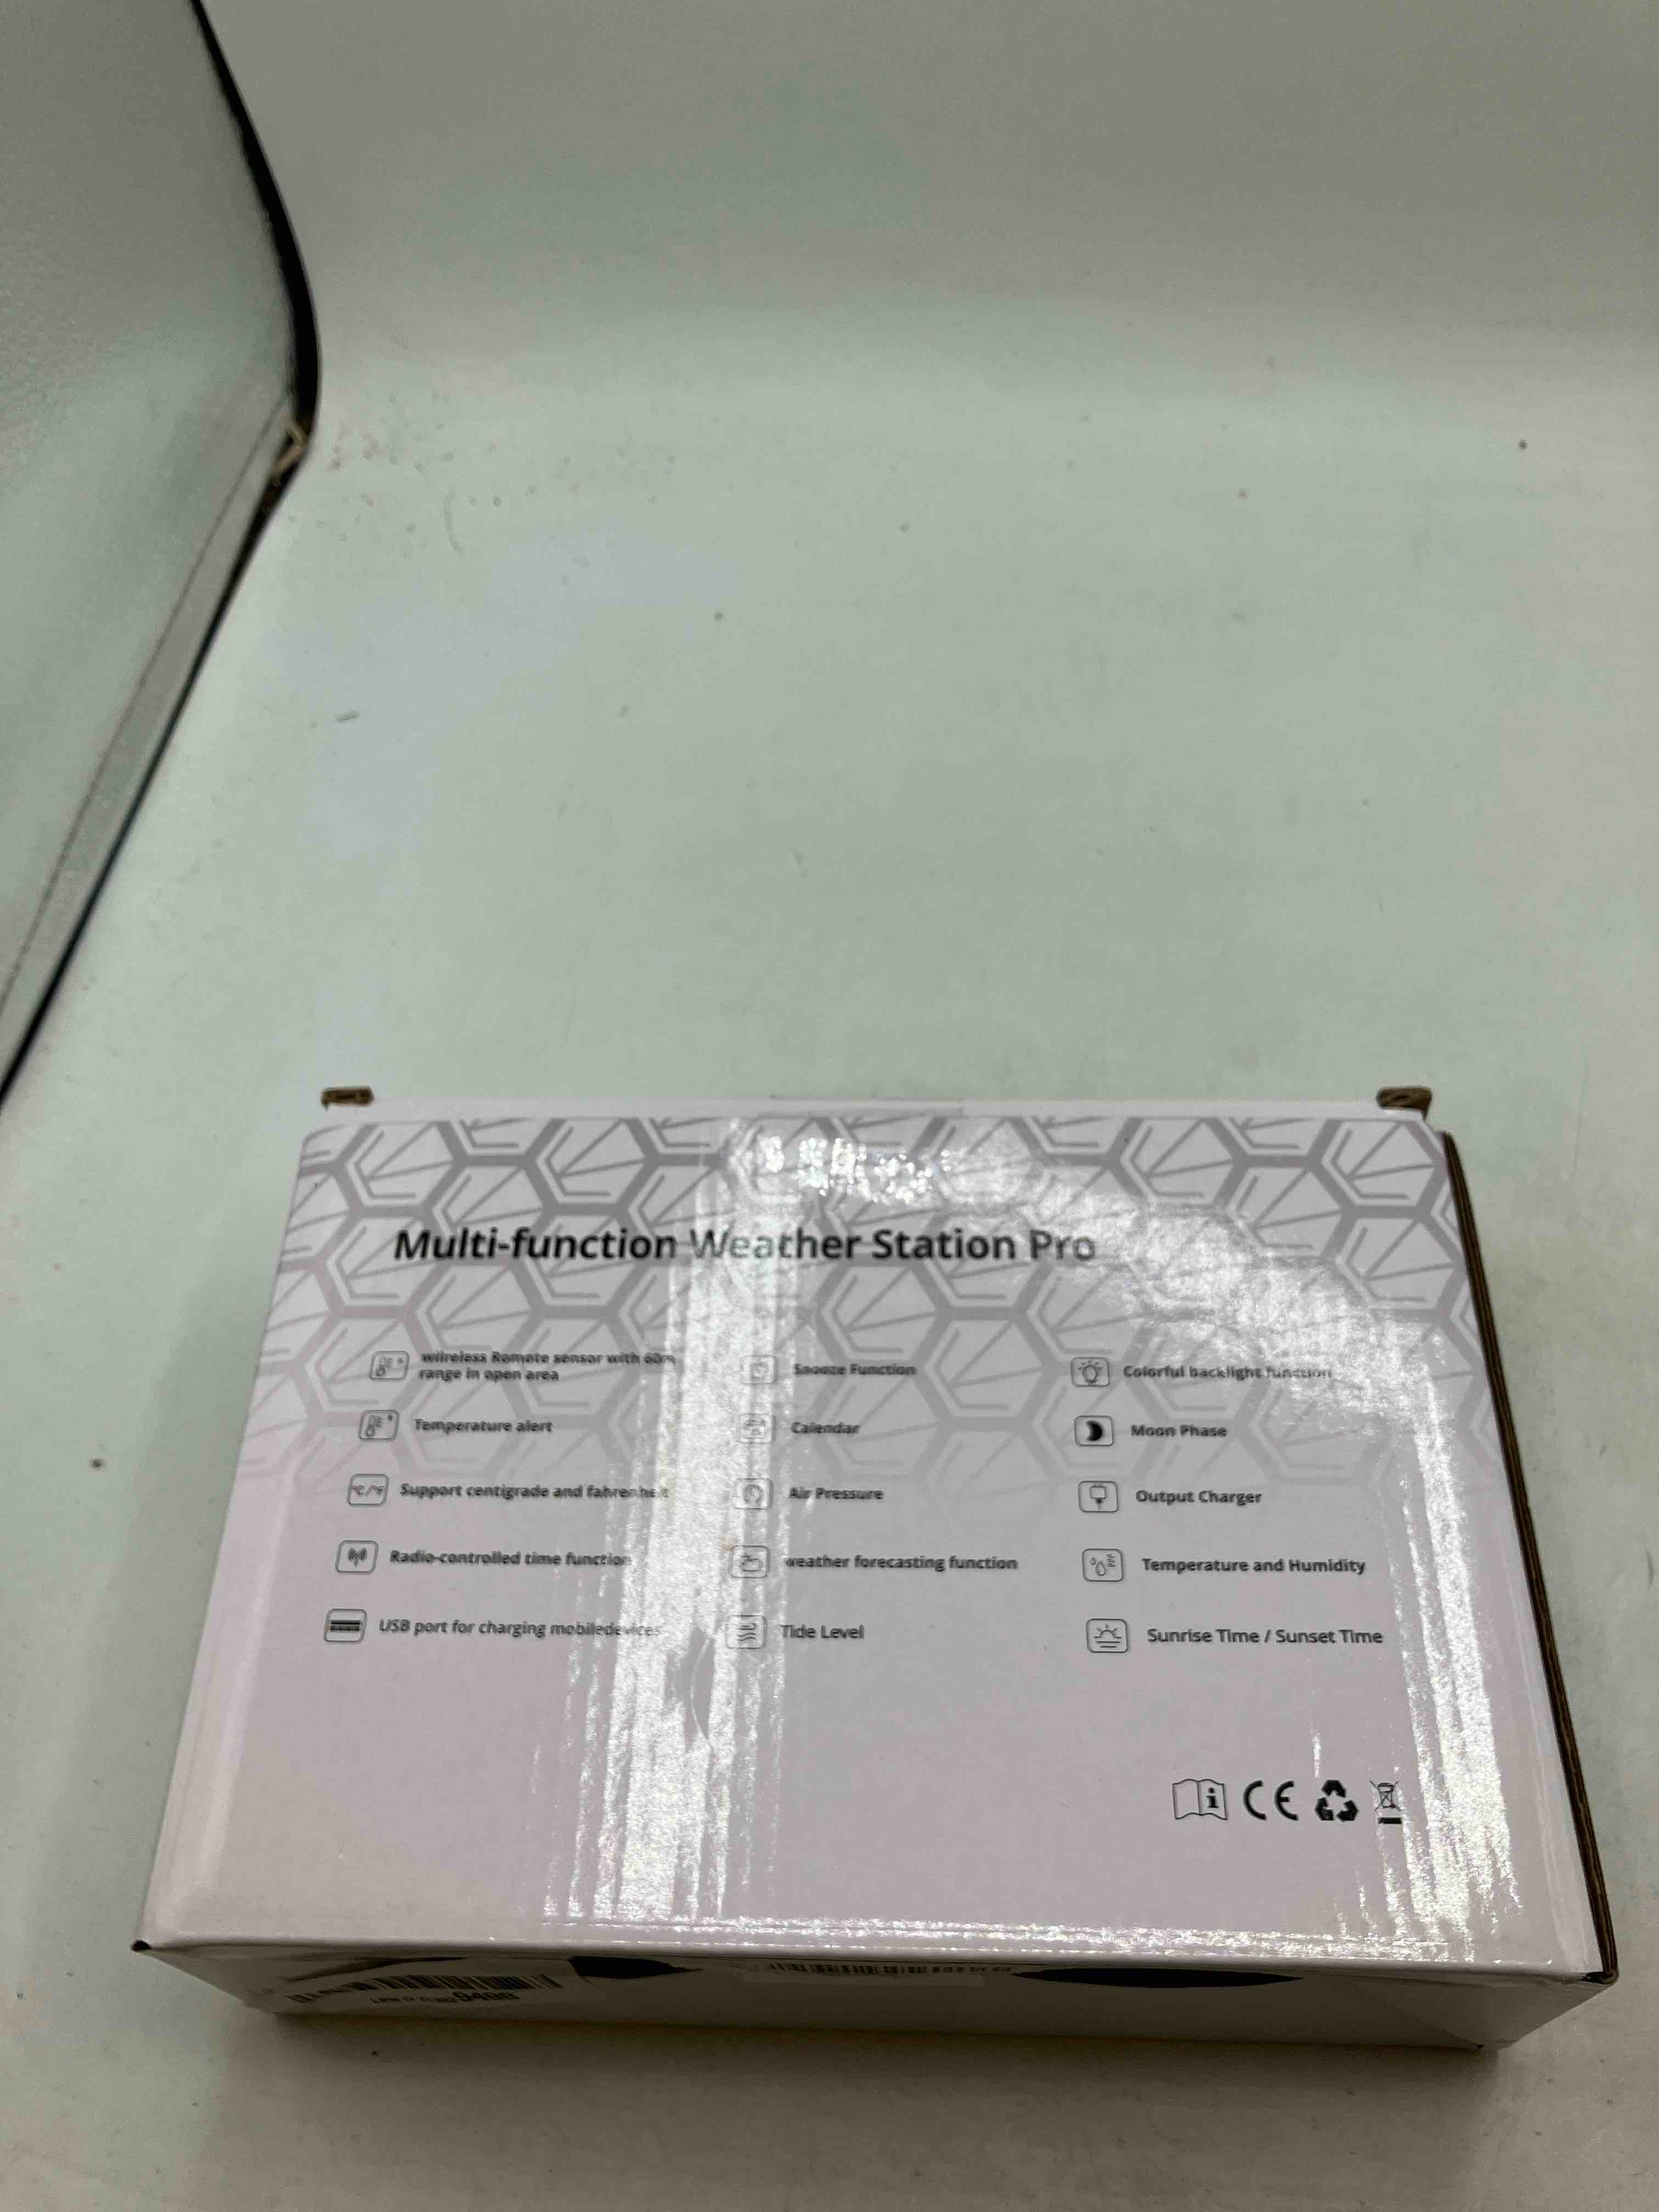 Multi-function Weather Station Pro
wilreless Romote sensor with 60m
range in open area
Snooze Function
Colorful backlight function
Temperature alert
Calendar
Moon Phase
°C/°F
Support centigrade and fahrenheit
Air Pressure
Output Charger
Radio-controlled time function
weather forecasting function
Temperature and Humidity
USB port for charging mobiledevices
Tide Level
Sunrise Time / Sunset Time
i CE
9498